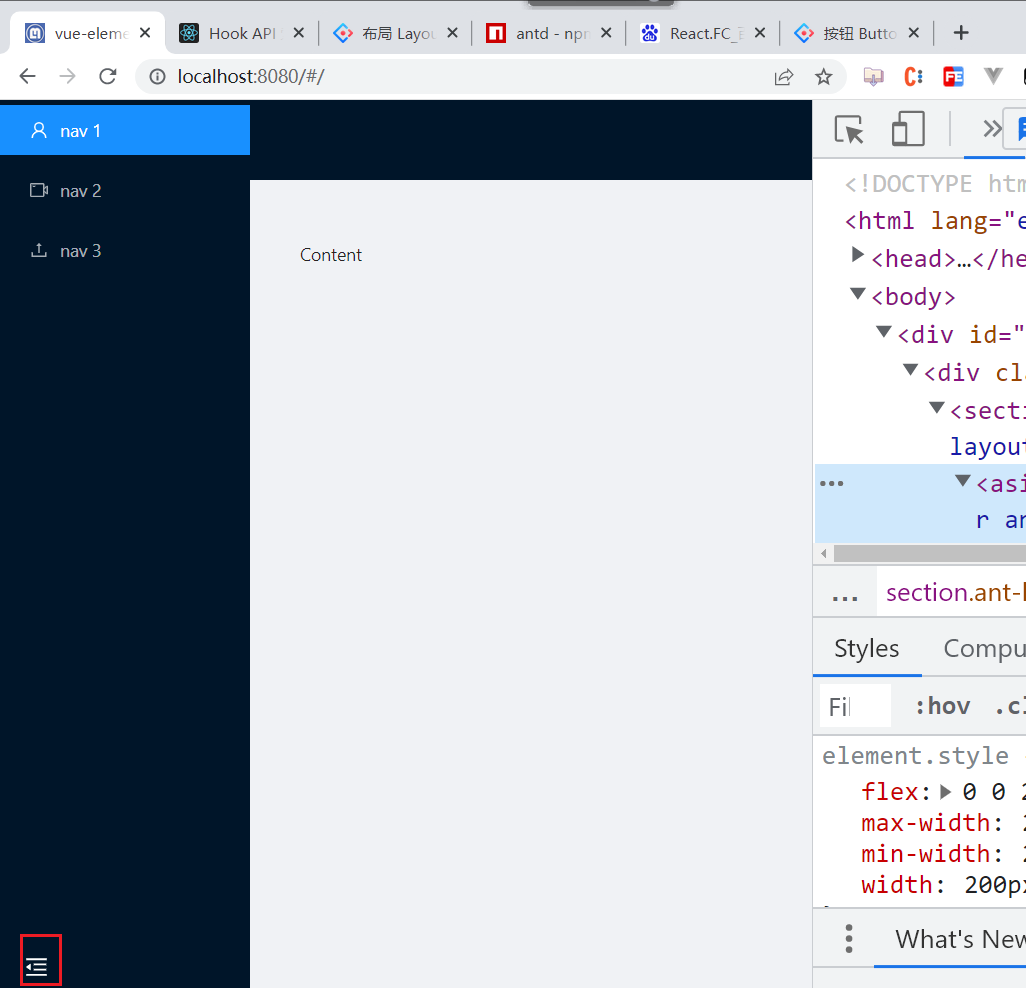 vue-eleme
Hook API
布局 Layou
antd - npm
React.FC_
按钮 Butto
localhost:8080/#/
nav 1
nav 2
nav 3
Content
<!DOCTYPE htm
<html lang="e
<head>…</he
<body>
<div id="
<div cla
<secti
layout
<asi
r an
... section.ant-l
Styles Compu
Fil :hov .cl
element.style
flex: 0 0 2
max-width: 2
min-width: 2
width: 200px
What's New